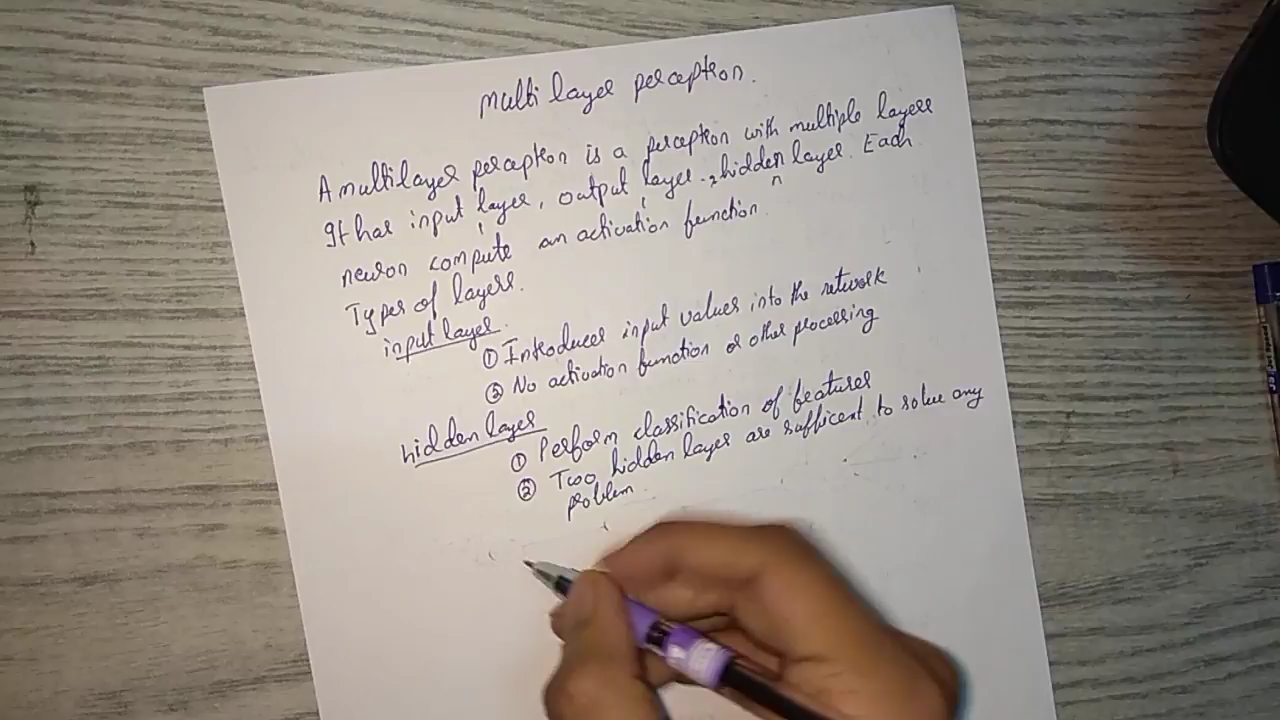 Multi layer perceptron.
A multilayer perceptron is a perceptron with multiple layers
It has input layer, output layer, hidden layer. Each
neuron compute an activation function
Types of layers.
input layer.
① Introduces input values into the network
② No activation function or other processing
hidden layer
① Perform classification of features
② Two hidden layer are sufficent to solve any
problem.